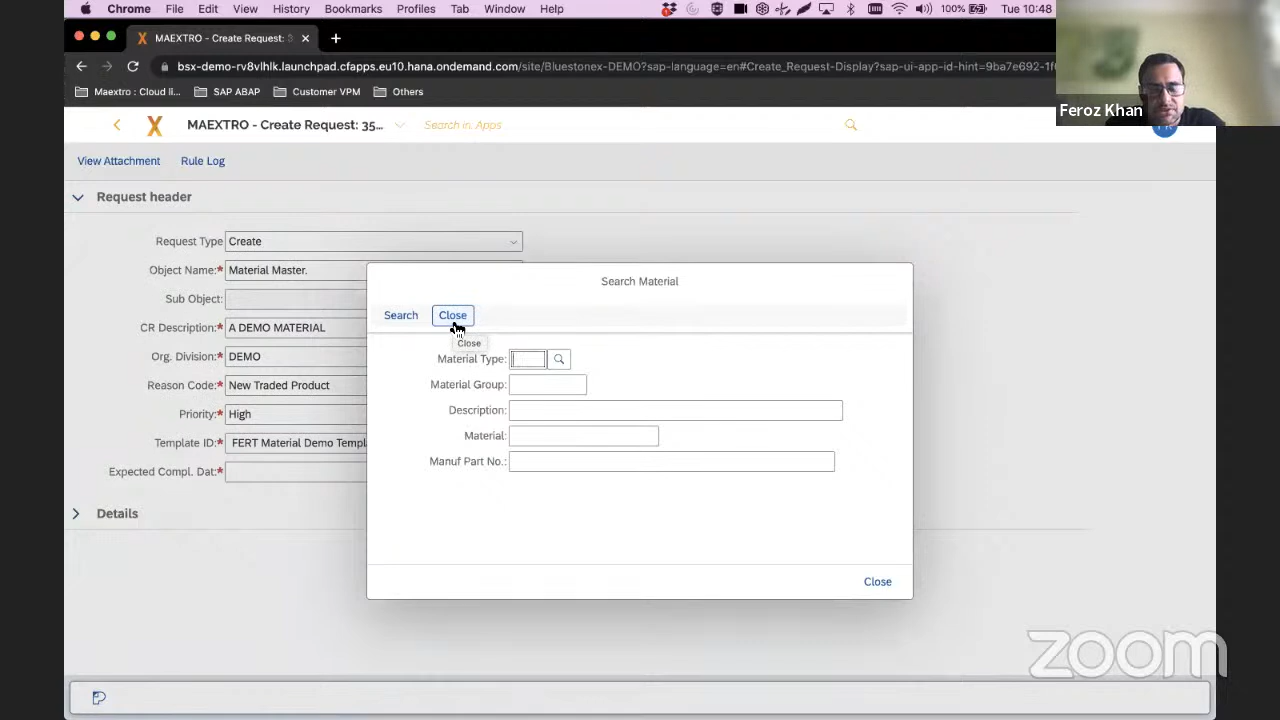 Chrome File Edit View History Bookmarks Profiles Tab Window Help 100% Tue 10:48
MAEXTRO - Create Request: 3
bsx-demo-rv8vlhlk.launchpad.cfapps.eu10.hana.ondemand.com/site/Bluestonex-DEMO?sap-language=en#Create_Request-Display?sap-ui-app-id-hint=9ba7e692-1f
Maextro : Cloud li... SAP ABAP Customer VPM Others
Feroz Khan
MAEXTRO - Create Request: 35... Search in: Apps
View Attachment Rule Log
Request header
Request Type Create
Object Name:* Material Master.
Sub Object:
CR Description:* A DEMO MATERIAL
Org. Division:* DEMO
Reason Code:* New Traded Product
Priority:* High
Template ID:* FERT Material Demo Templ
Expected Compl. Dat:*
Details
Search Material
Search Close
Close
Material Type:
Material Group:
Description:
Material:
Manuf Part No.:
Close
zoom